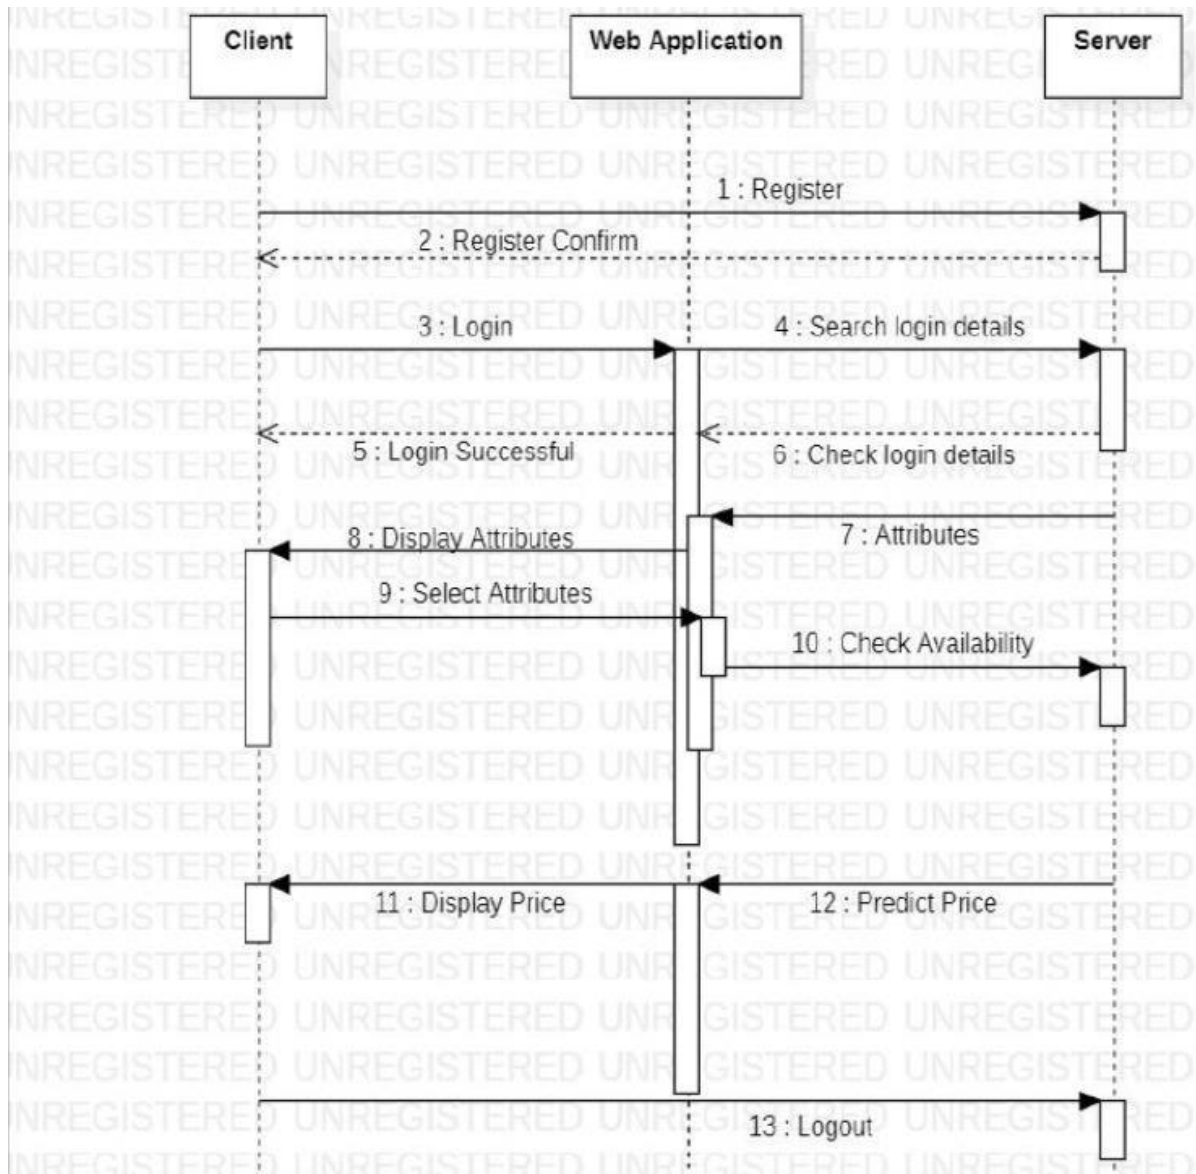 Client
Web Application
Server
1 : Register
2 : Register Confirm
3 : Login
4 : Search login details
5 : Login Successful
6 : Check login details
7 : Attributes
8 : Display Attributes
9 : Select Attributes
10 : Check Availability
11 : Display Price
12 : Predict Price
13 : Logout
UNREGISTERED